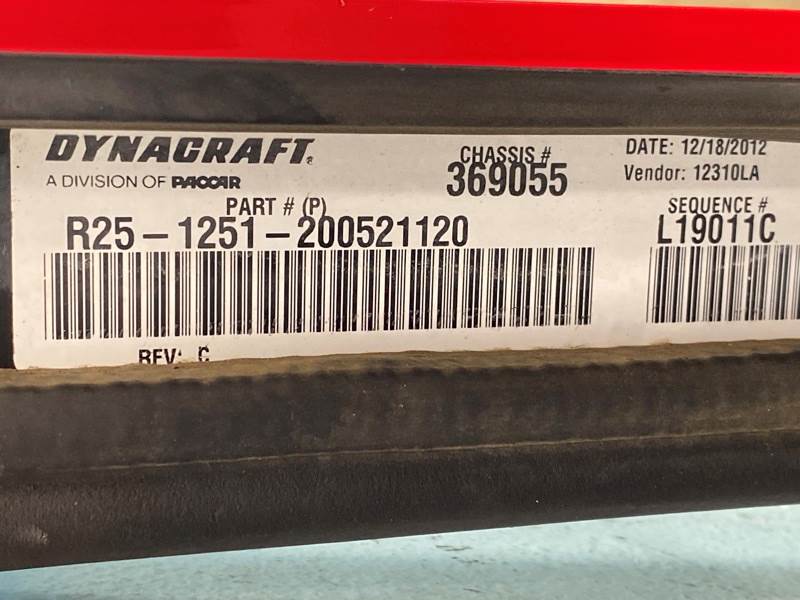 DYNACRAFT®
A DIVISION OF PACCAR
CHASSIS #
369055
DATE: 12/18/2012
Vendor: 12310LA
PART # (P)
R25-1251-200521120
SEQUENCE #
L19011C
REV: C